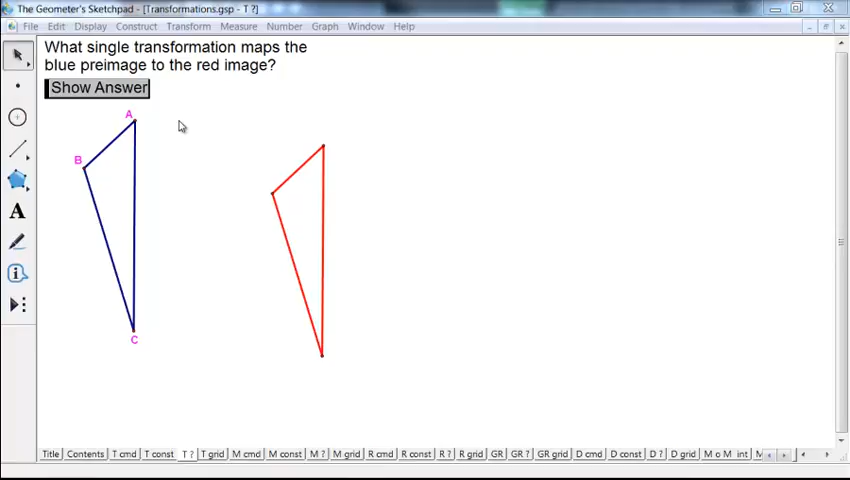 The Geometer's Sketchpad - [Transformations.gsp - T ?]
File Edit Display Construct Transform Measure Number Graph Window Help
What single transformation maps the
blue preimage to the red image?
Show Answer
A
B
C
A
Title Contents T cmd T const T ? T grid M cmd M const M ? M grid R cmd R const R ? R grid GR GR ? GR grid D cmd D const D ? D grid M o M int M